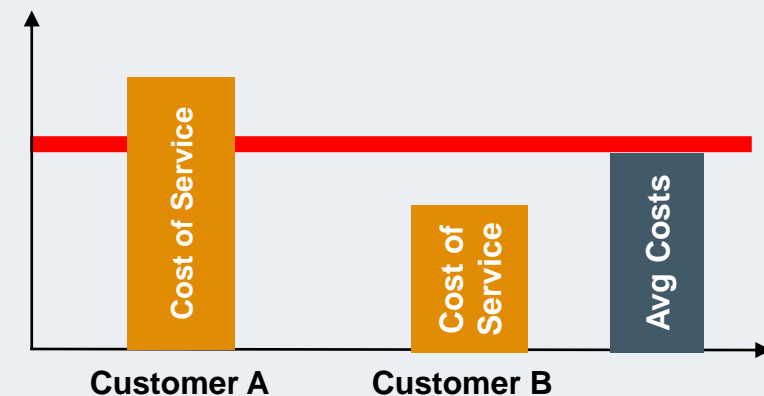 Cost of Service
Cost of
Service
Avg Costs
Customer A
Customer B